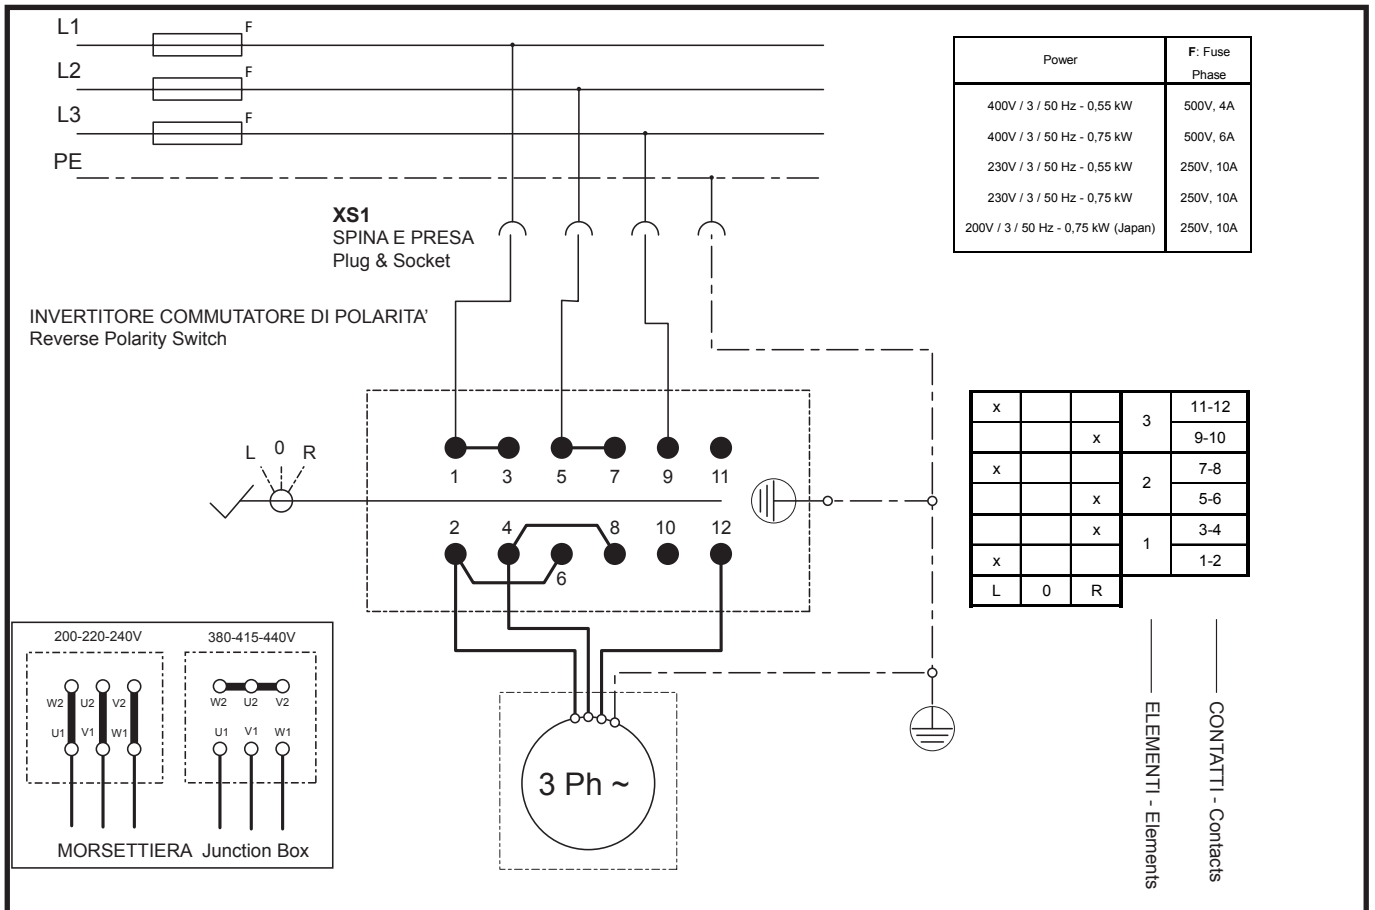 L1
F
L2
F
L3
F
PE
XS1
SPINA E PRESA
Plug & Socket
INVERTITORE COMMUTATORE DI POLARITA’
Reverse Polarity Switch
Power
F: Fuse
Phase
400V / 3 / 50 Hz - 0,55 kW
500V, 4A
400V / 3 / 50 Hz - 0,75 kW
500V, 6A
230V / 3 / 50 Hz - 0,55 kW
250V, 10A
230V / 3 / 50 Hz - 0,75 kW
250V, 10A
200V / 3 / 50 Hz - 0,75 kW (Japan)
250V, 10A
L 0 R
1 3 5 7 9 11
2 4 8 10 12
6
x 3 11-12
x 9-10
x 2 7-8
x 5-6
x 1 3-4
x 1-2
L 0 R
ELEMENTI - Elements
CONTATTI - Contacts
200-220-240V
W2 U2 V2
U1 V1 W1
380-415-440V
W2 U2 V2
U1 V1 W1
MORSETTIERA Junction Box
3 Ph ~